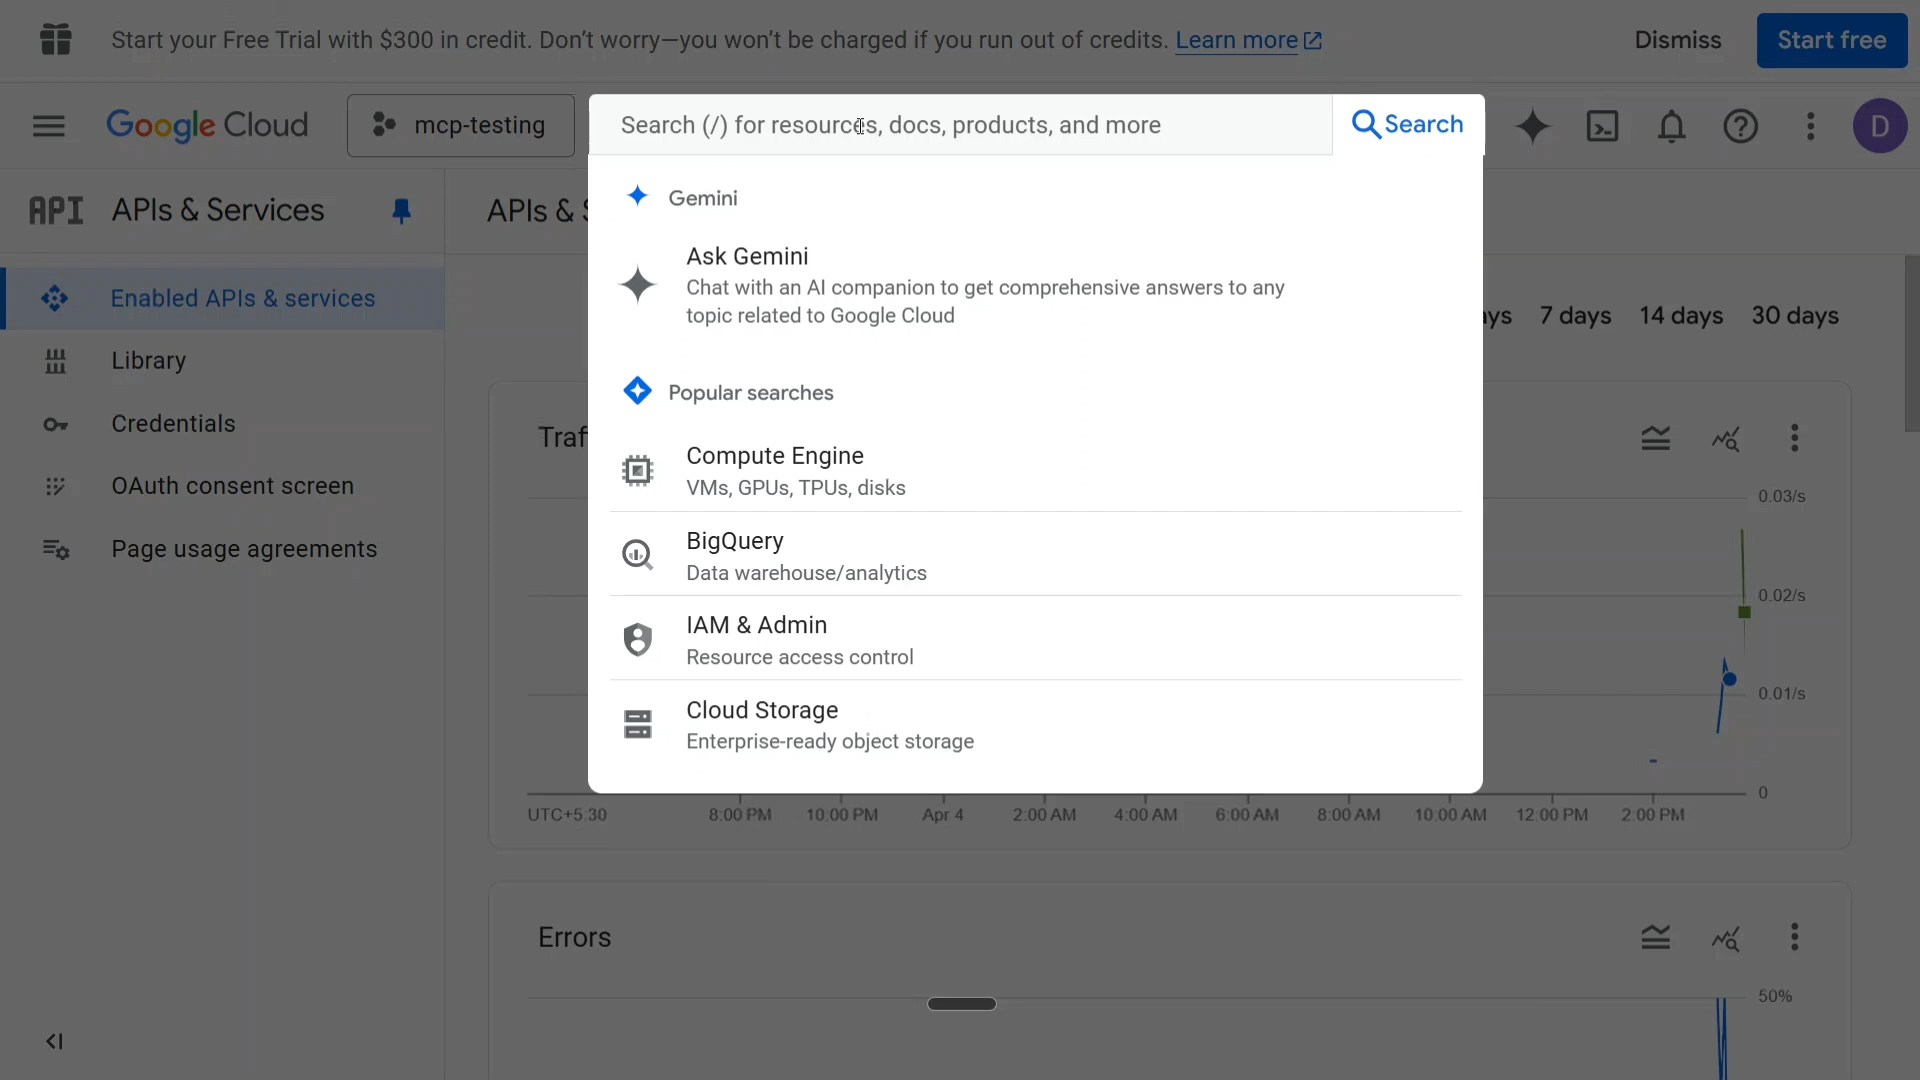 Start your Free Trial with $300 in credit. Don't worry—you won't be charged if you run out of credits. Learn more
Dismiss
Start free
Google Cloud
mcp-testing
Search (/) for resources, docs, products, and more
Search
D
API APIs & Services
APIs & S
Gemini
Ask Gemini
Chat with an AI companion to get comprehensive answers to any
topic related to Google Cloud
Enabled APIs & services
ays
7 days
14 days
30 days
Library
Popular searches
Credentials
Traf
Compute Engine
VMs, GPUs, TPUs, disks
OAuth consent screen
0.03/s
BigQuery
Data warehouse/analytics
Page usage agreements
0.02/s
IAM & Admin
Resource access control
0.01/s
Cloud Storage
Enterprise-ready object storage
0
UTC+5:30
8:00 PM
10:00 PM
Apr 4
2:00 AM
4:00 AM
6:00 AM
8:00 AM
10:00 AM
12:00 PM
2:00 PM
Errors
50%